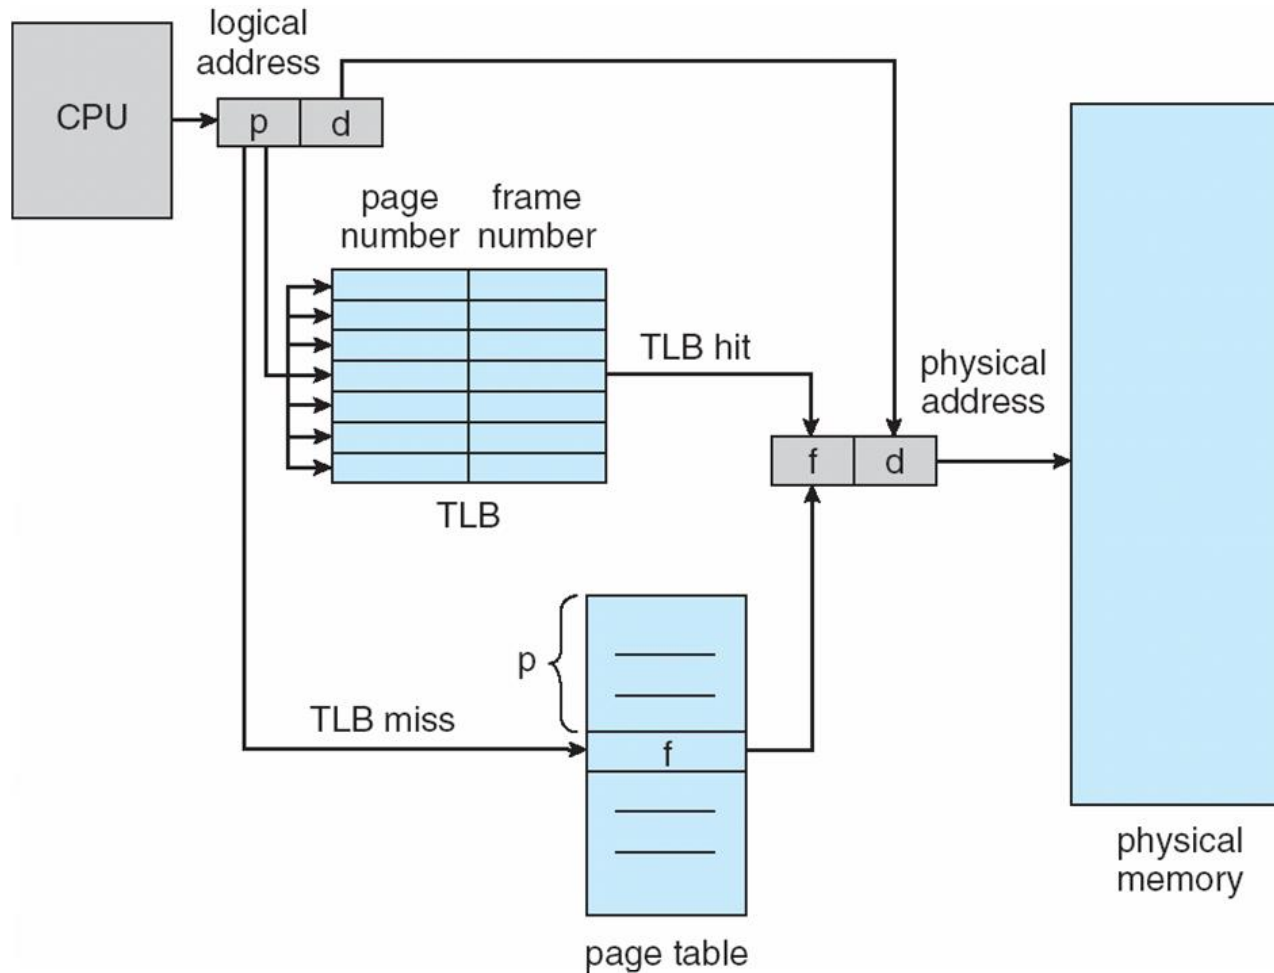 logical
address
CPU
p
d
page
number
frame
number
TLB hit
physical
address
f
d
TLB
p
TLB miss
f
physical
memory
page table